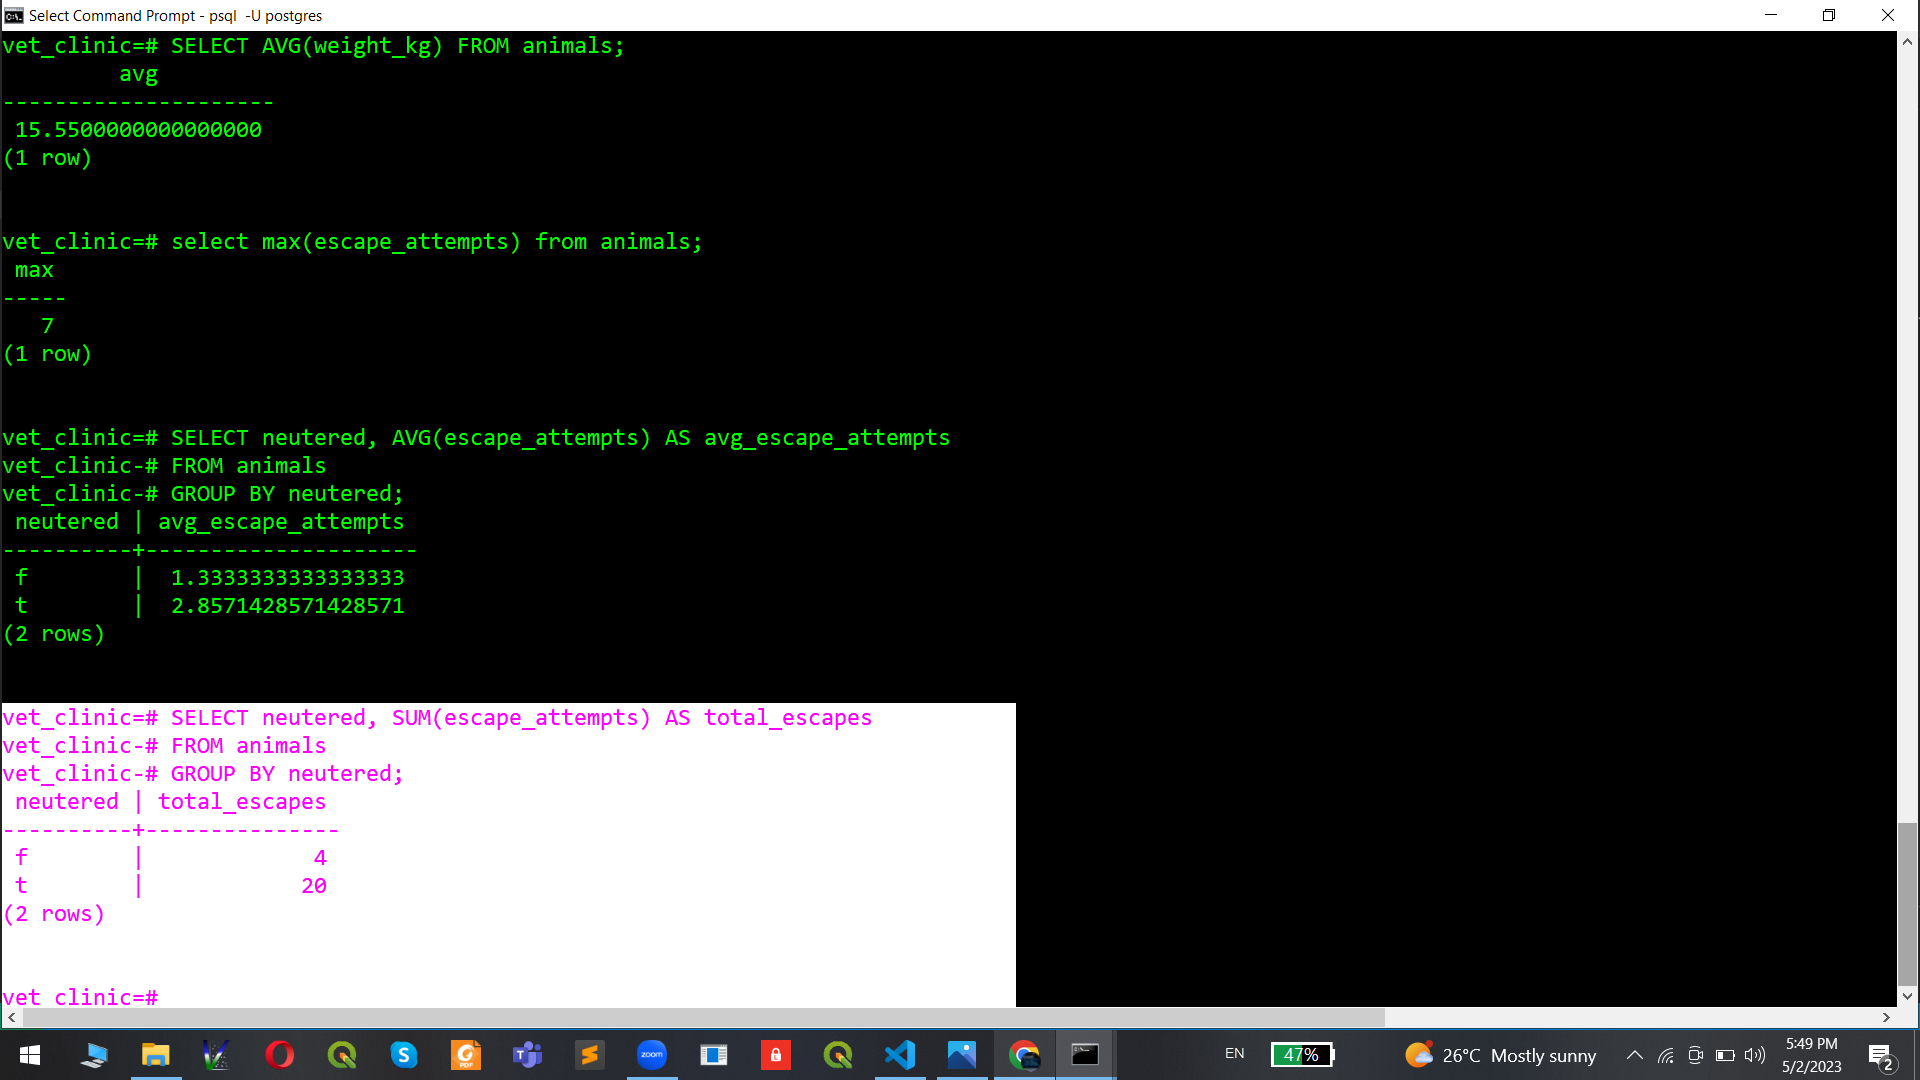 Select Command Prompt - psql  -U postgres
vet_clinic=# SELECT AVG(weight_kg) FROM animals;
         avg
---------------------
 15.5500000000000000
(1 row)
vet_clinic=# select max(escape_attempts) from animals;
 max
-----
   7
(1 row)
vet_clinic=# SELECT neutered, AVG(escape_attempts) AS avg_escape_attempts
vet_clinic-# FROM animals
vet_clinic-# GROUP BY neutered;
 neutered | avg_escape_attempts
----------+---------------------
 f        |  1.3333333333333333
 t        |  2.8571428571428571
(2 rows)
vet_clinic=# SELECT neutered, SUM(escape_attempts) AS total_escapes
vet_clinic-# FROM animals
vet_clinic-# GROUP BY neutered;
 neutered | total_escapes
----------+---------------
 f        |             4
 t        |            20
(2 rows)
vet_clinic=#
EN
47%
26°C Mostly sunny
5:49 PM
5/2/2023
2
zoom
PDF